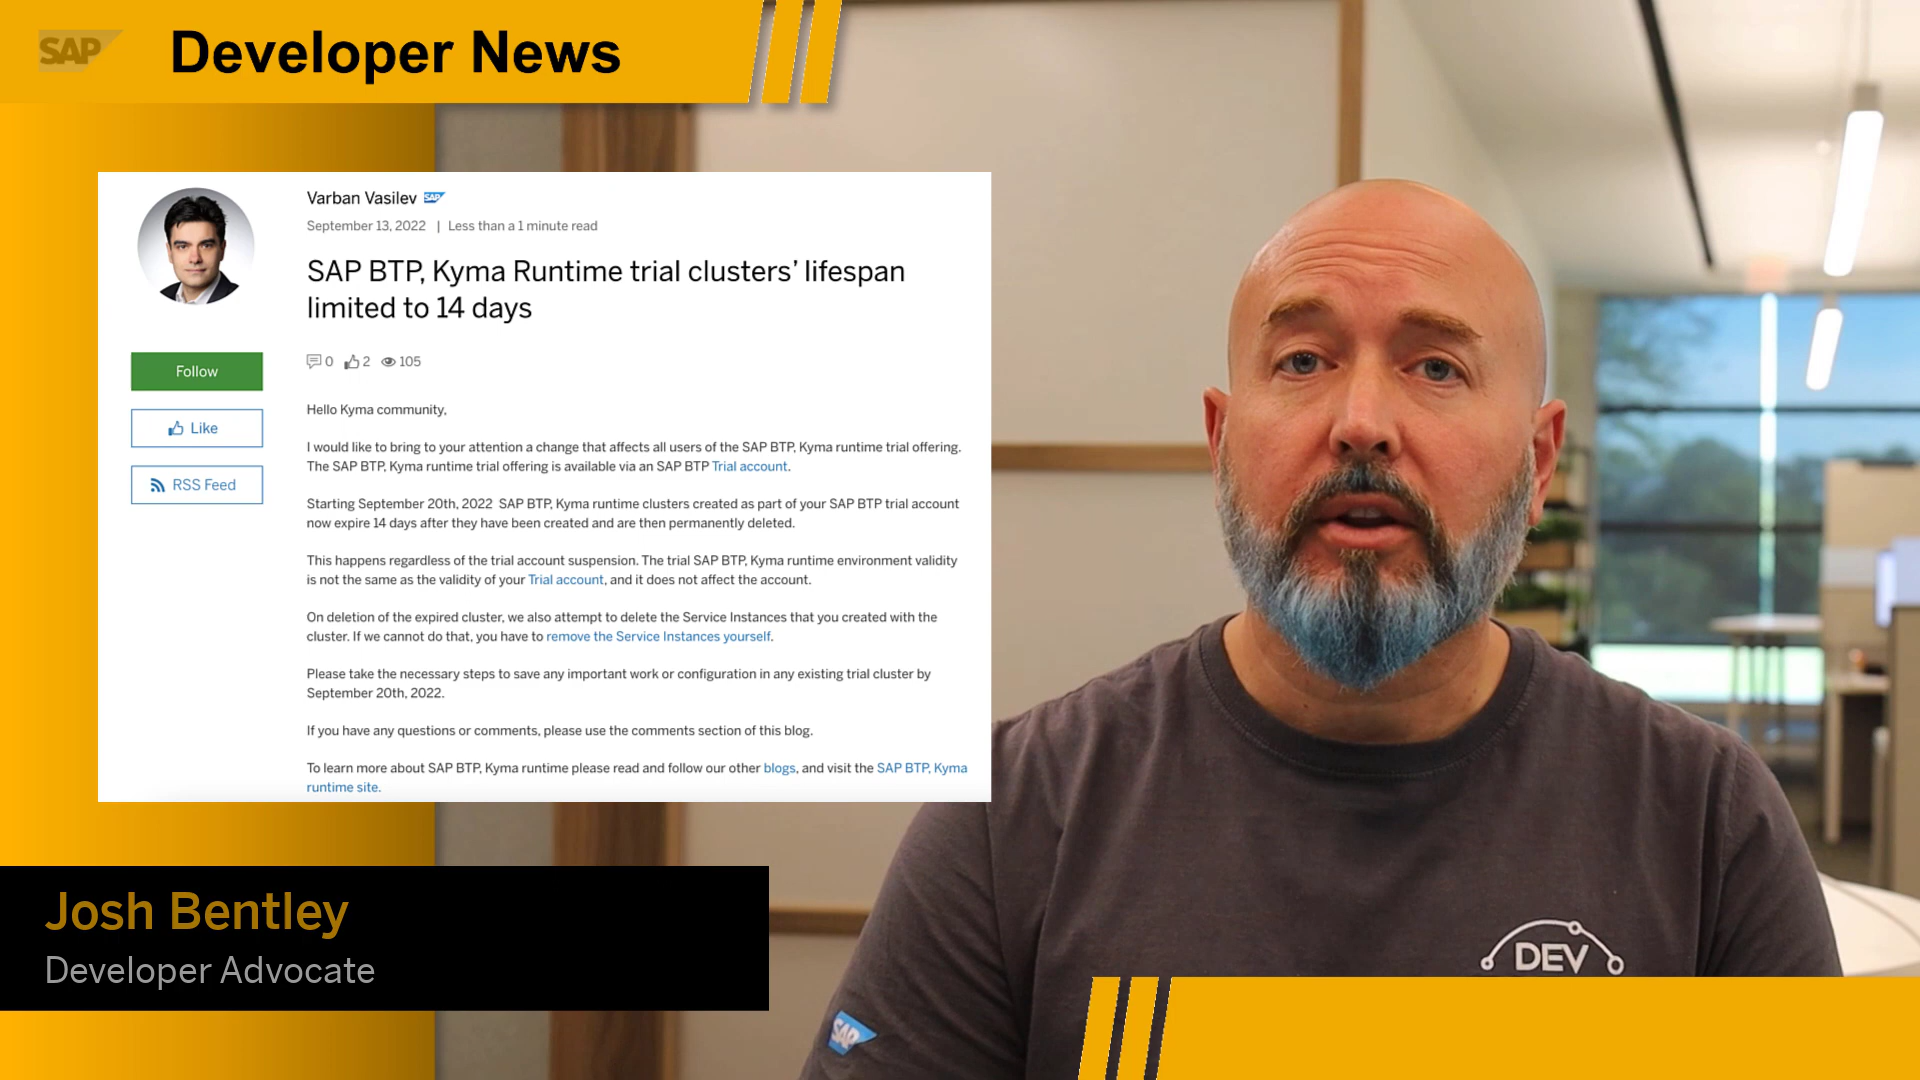 SAP Developer News
Varban Vasilev SAP
September 13, 2022 | Less than a 1 minute read
SAP BTP, Kyma Runtime trial clusters’ lifespan
limited to 14 days
0 2 105
Follow
Like
RSS Feed
Hello Kyma community,
I would like to bring to your attention a change that affects all users of the SAP BTP, Kyma runtime trial offering.
The SAP BTP, Kyma runtime trial offering is available via an SAP BTP Trial account.
Starting September 20th, 2022 SAP BTP, Kyma runtime clusters created as part of your SAP BTP trial account
now expire 14 days after they have been created and are then permanently deleted.
This happens regardless of the trial account suspension. The trial SAP BTP, Kyma runtime environment validity
is not the same as the validity of your Trial account, and it does not affect the account.
On deletion of the expired cluster, we also attempt to delete the Service Instances that you created with the
cluster. If we cannot do that, you have to remove the Service Instances yourself.
Please take the necessary steps to save any important work or configuration in any existing trial cluster by
September 20th, 2022.
If you have any questions or comments, please use the comments section of this blog.
To learn more about SAP BTP, Kyma runtime please read and follow our other blogs, and visit the SAP BTP, Kyma
runtime site.
Josh Bentley
Developer Advocate
DEV
SAP